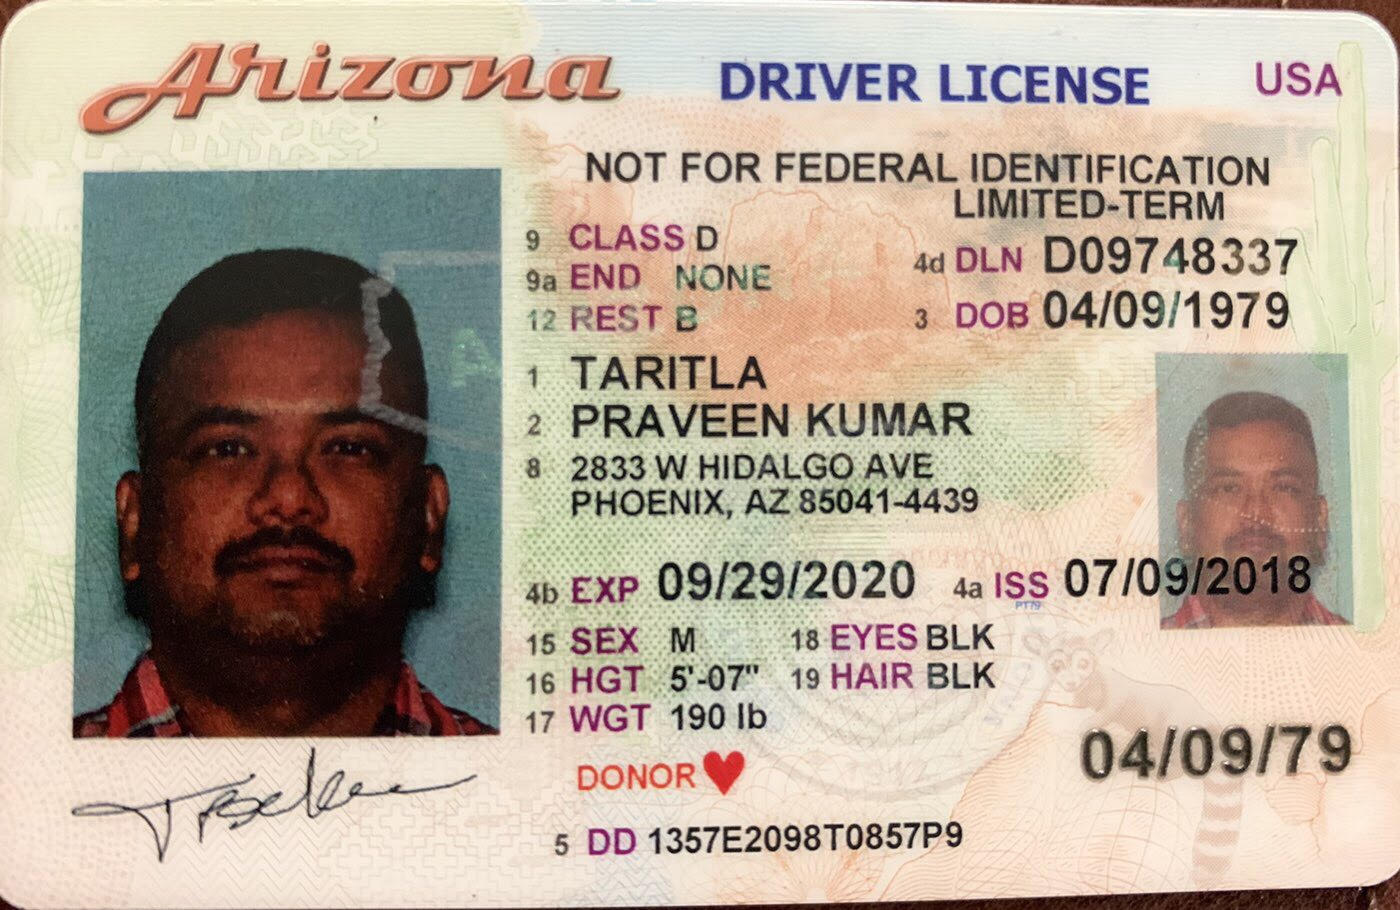 Arizona
DRIVER LICENSE
USA
NOT FOR FEDERAL IDENTIFICATION
LIMITED-TERM
9 CLASS D
4d DLN D09748337
9a END NONE
12 REST B
3 DOB 04/09/1979
1 TARITLA
2 PRAVEEN KUMAR
8 2833 W HIDALGO AVE
PHOENIX, AZ 85041-4439
4b EXP 09/29/2020
4a ISS 07/09/2018
PT79
15 SEX M
18 EYES BLK
16 HGT 5'-07"
19 HAIR BLK
17 WGT 190 lb
04/09/79
DONOR
5 DD 1357E2098T0857P9